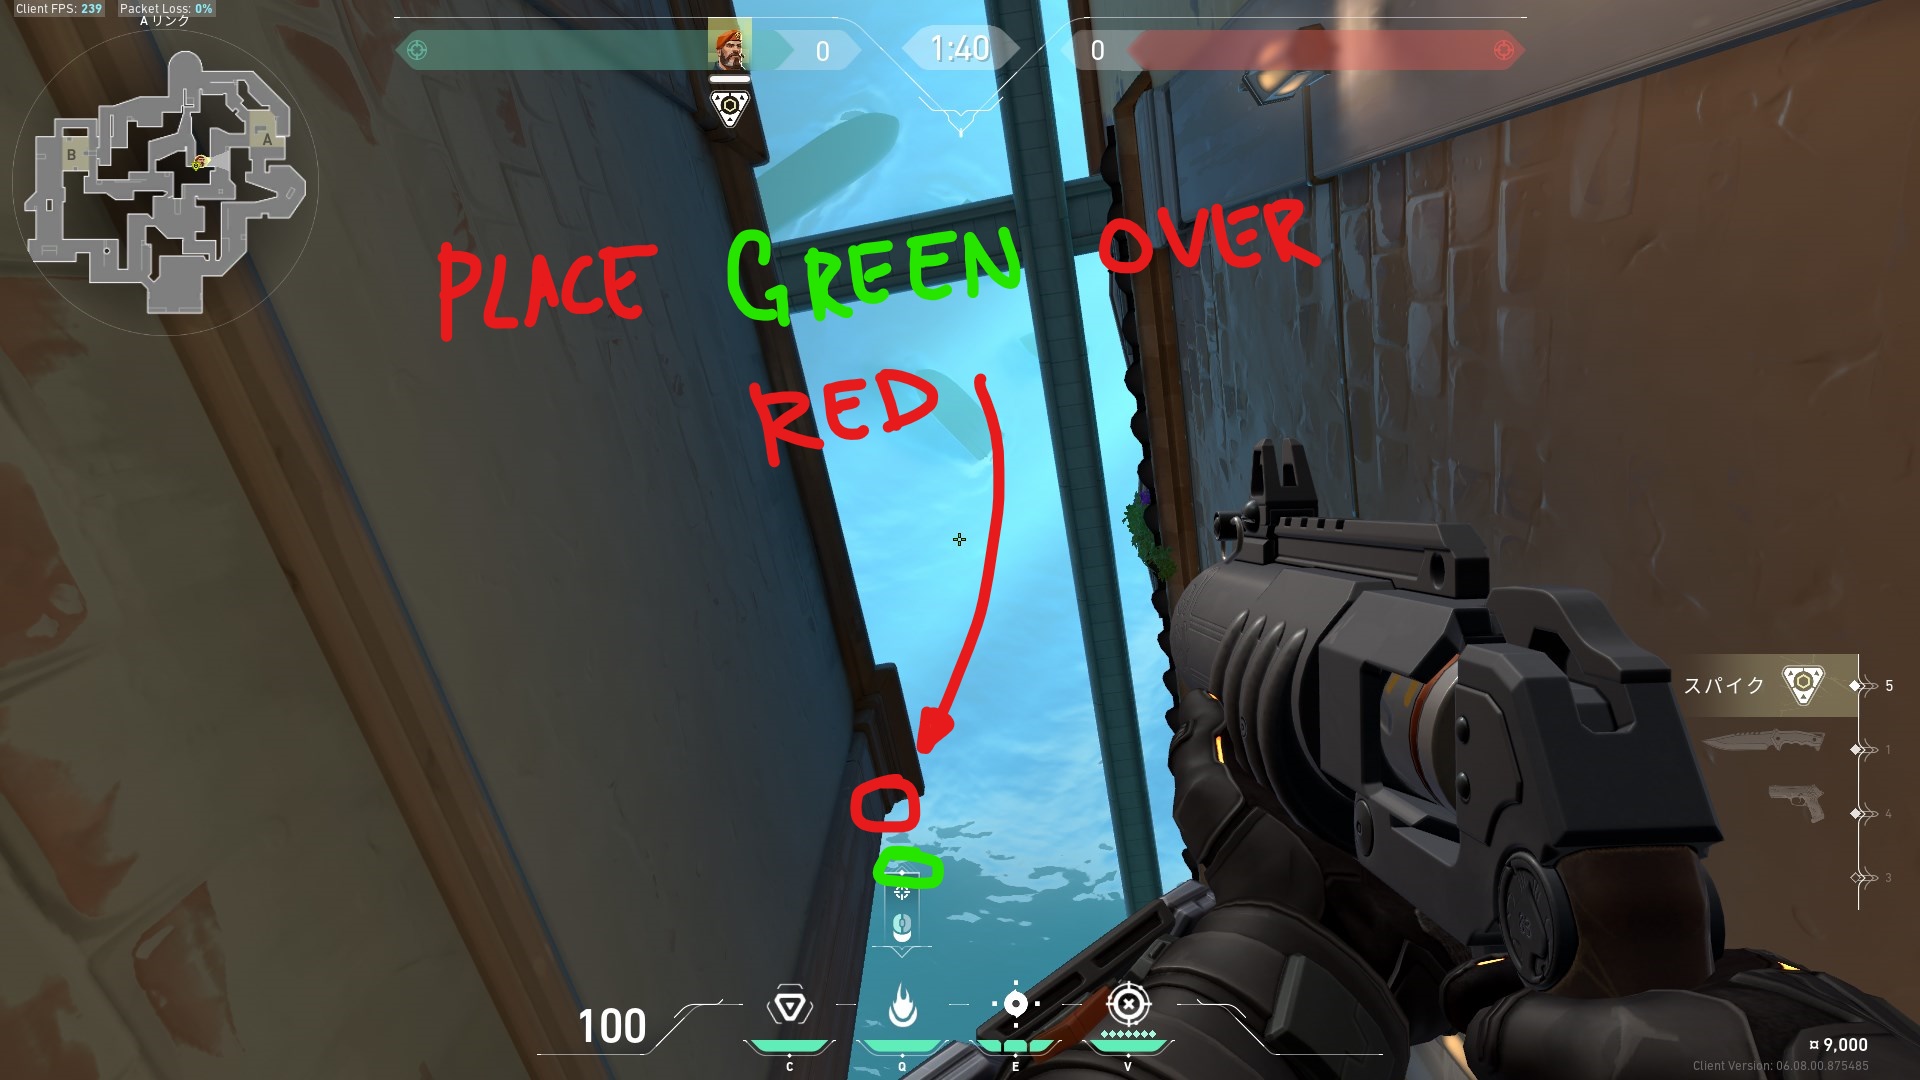 Client FPS: 239 Packet Loss: 0%
A リンク
0 1:40 0
B A
PLACE GREEN OVER
RED
スパイク 5
1
4
3
100
C Q E V
¤ 9,000
Client Version: 06.08.00.875485